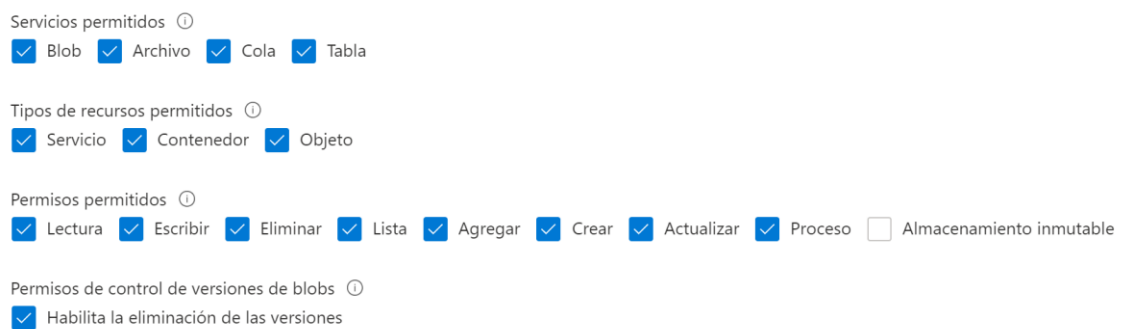 Servicios permitidos
Blob Archivo Cola Tabla
Tipos de recursos permitidos
Servicio Contenedor Objeto
Permisos permitidos
Lectura Escribir Eliminar Lista Agregar Crear Actualizar Proceso Almacenamiento inmutable
Permisos de control de versiones de blobs
Habilita la eliminación de las versiones